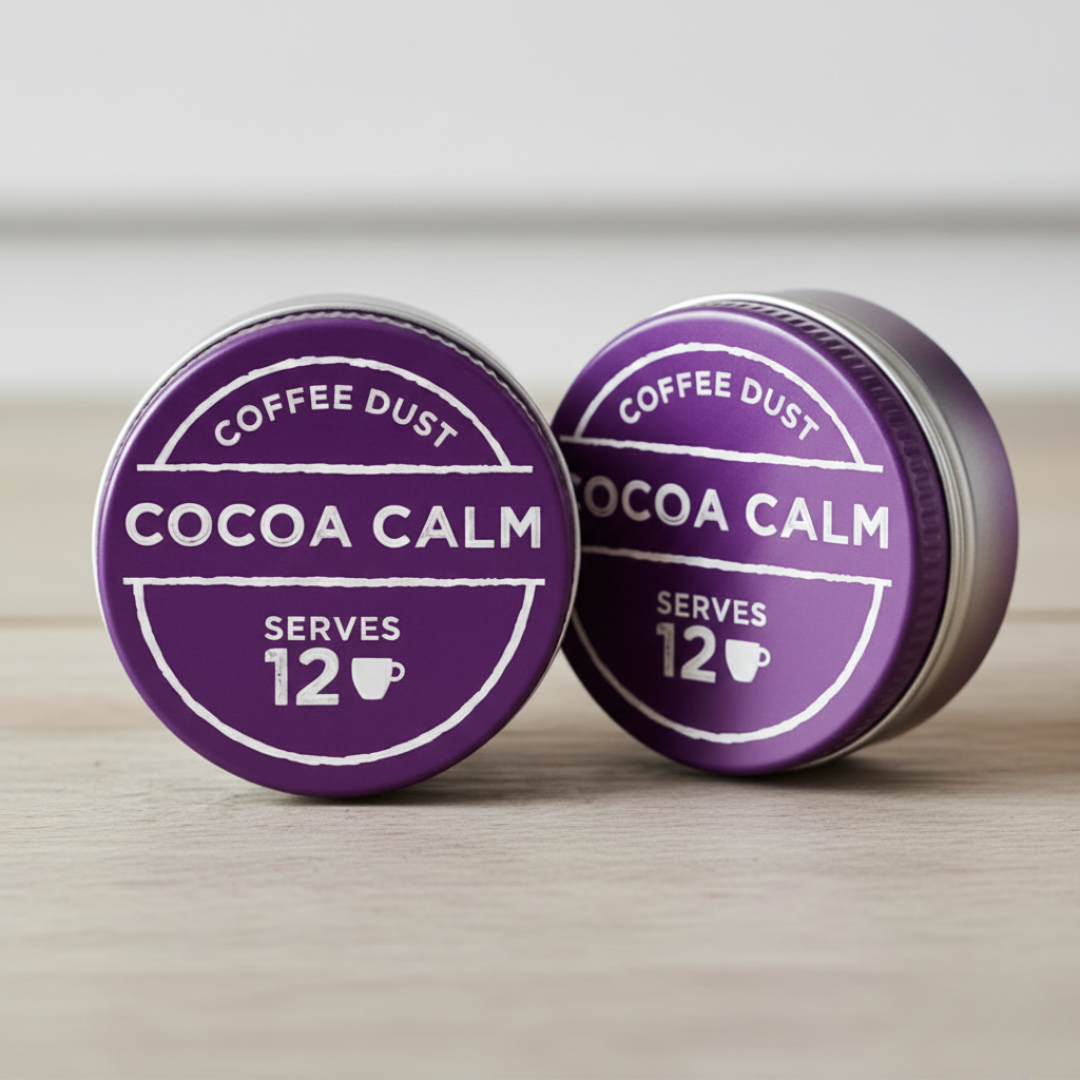 COFFEE DUST
COCOA CALM
SERVES
12
COFFEE DUST
COCOA CALM
SERVES
12